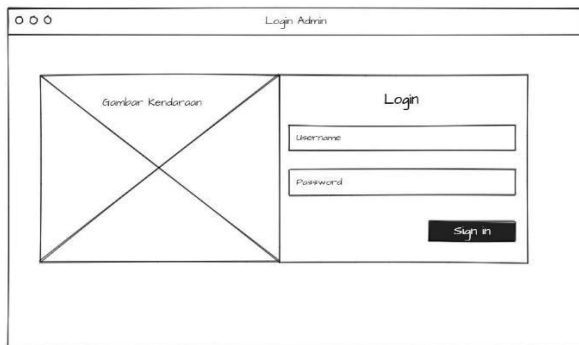 Login Admin
Gambar Kendaraan
Login
Username
Password
Sign in